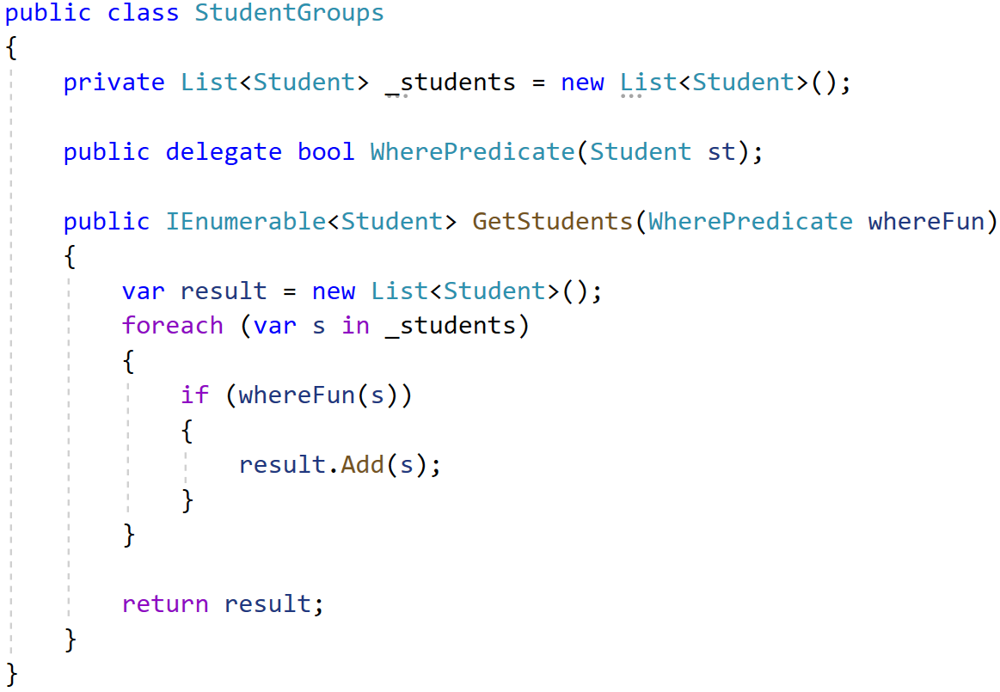 public class StudentGroups
{
    private List<Student> _students = new List<Student>();

    public delegate bool WherePredicate(Student st);

    public IEnumerable<Student> GetStudents(WherePredicate whereFun)
    {
        var result = new List<Student>();
        foreach (var s in _students)
        {
            if (whereFun(s))
            {
                result.Add(s);
            }
        }

        return result;
    }
}